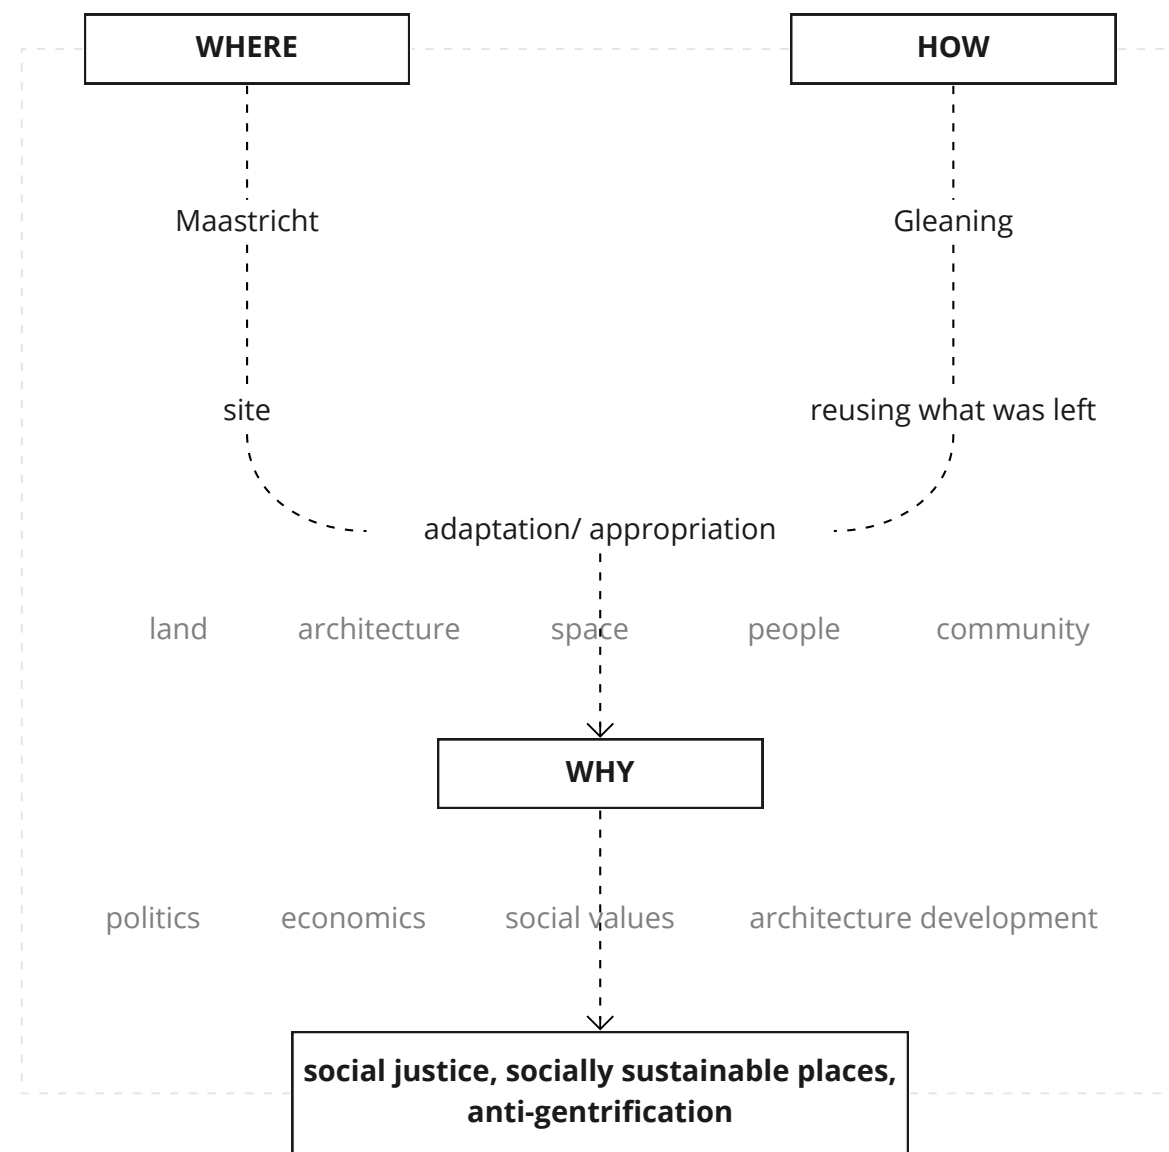 WHERE
HOW
Maastricht
Gleaning
site
reusing what was left
adaptation/ appropriation
land
architecture
space
people
community
WHY
politics
economics
social values
architecture development
social justice, socially sustainable places,
anti-gentrification